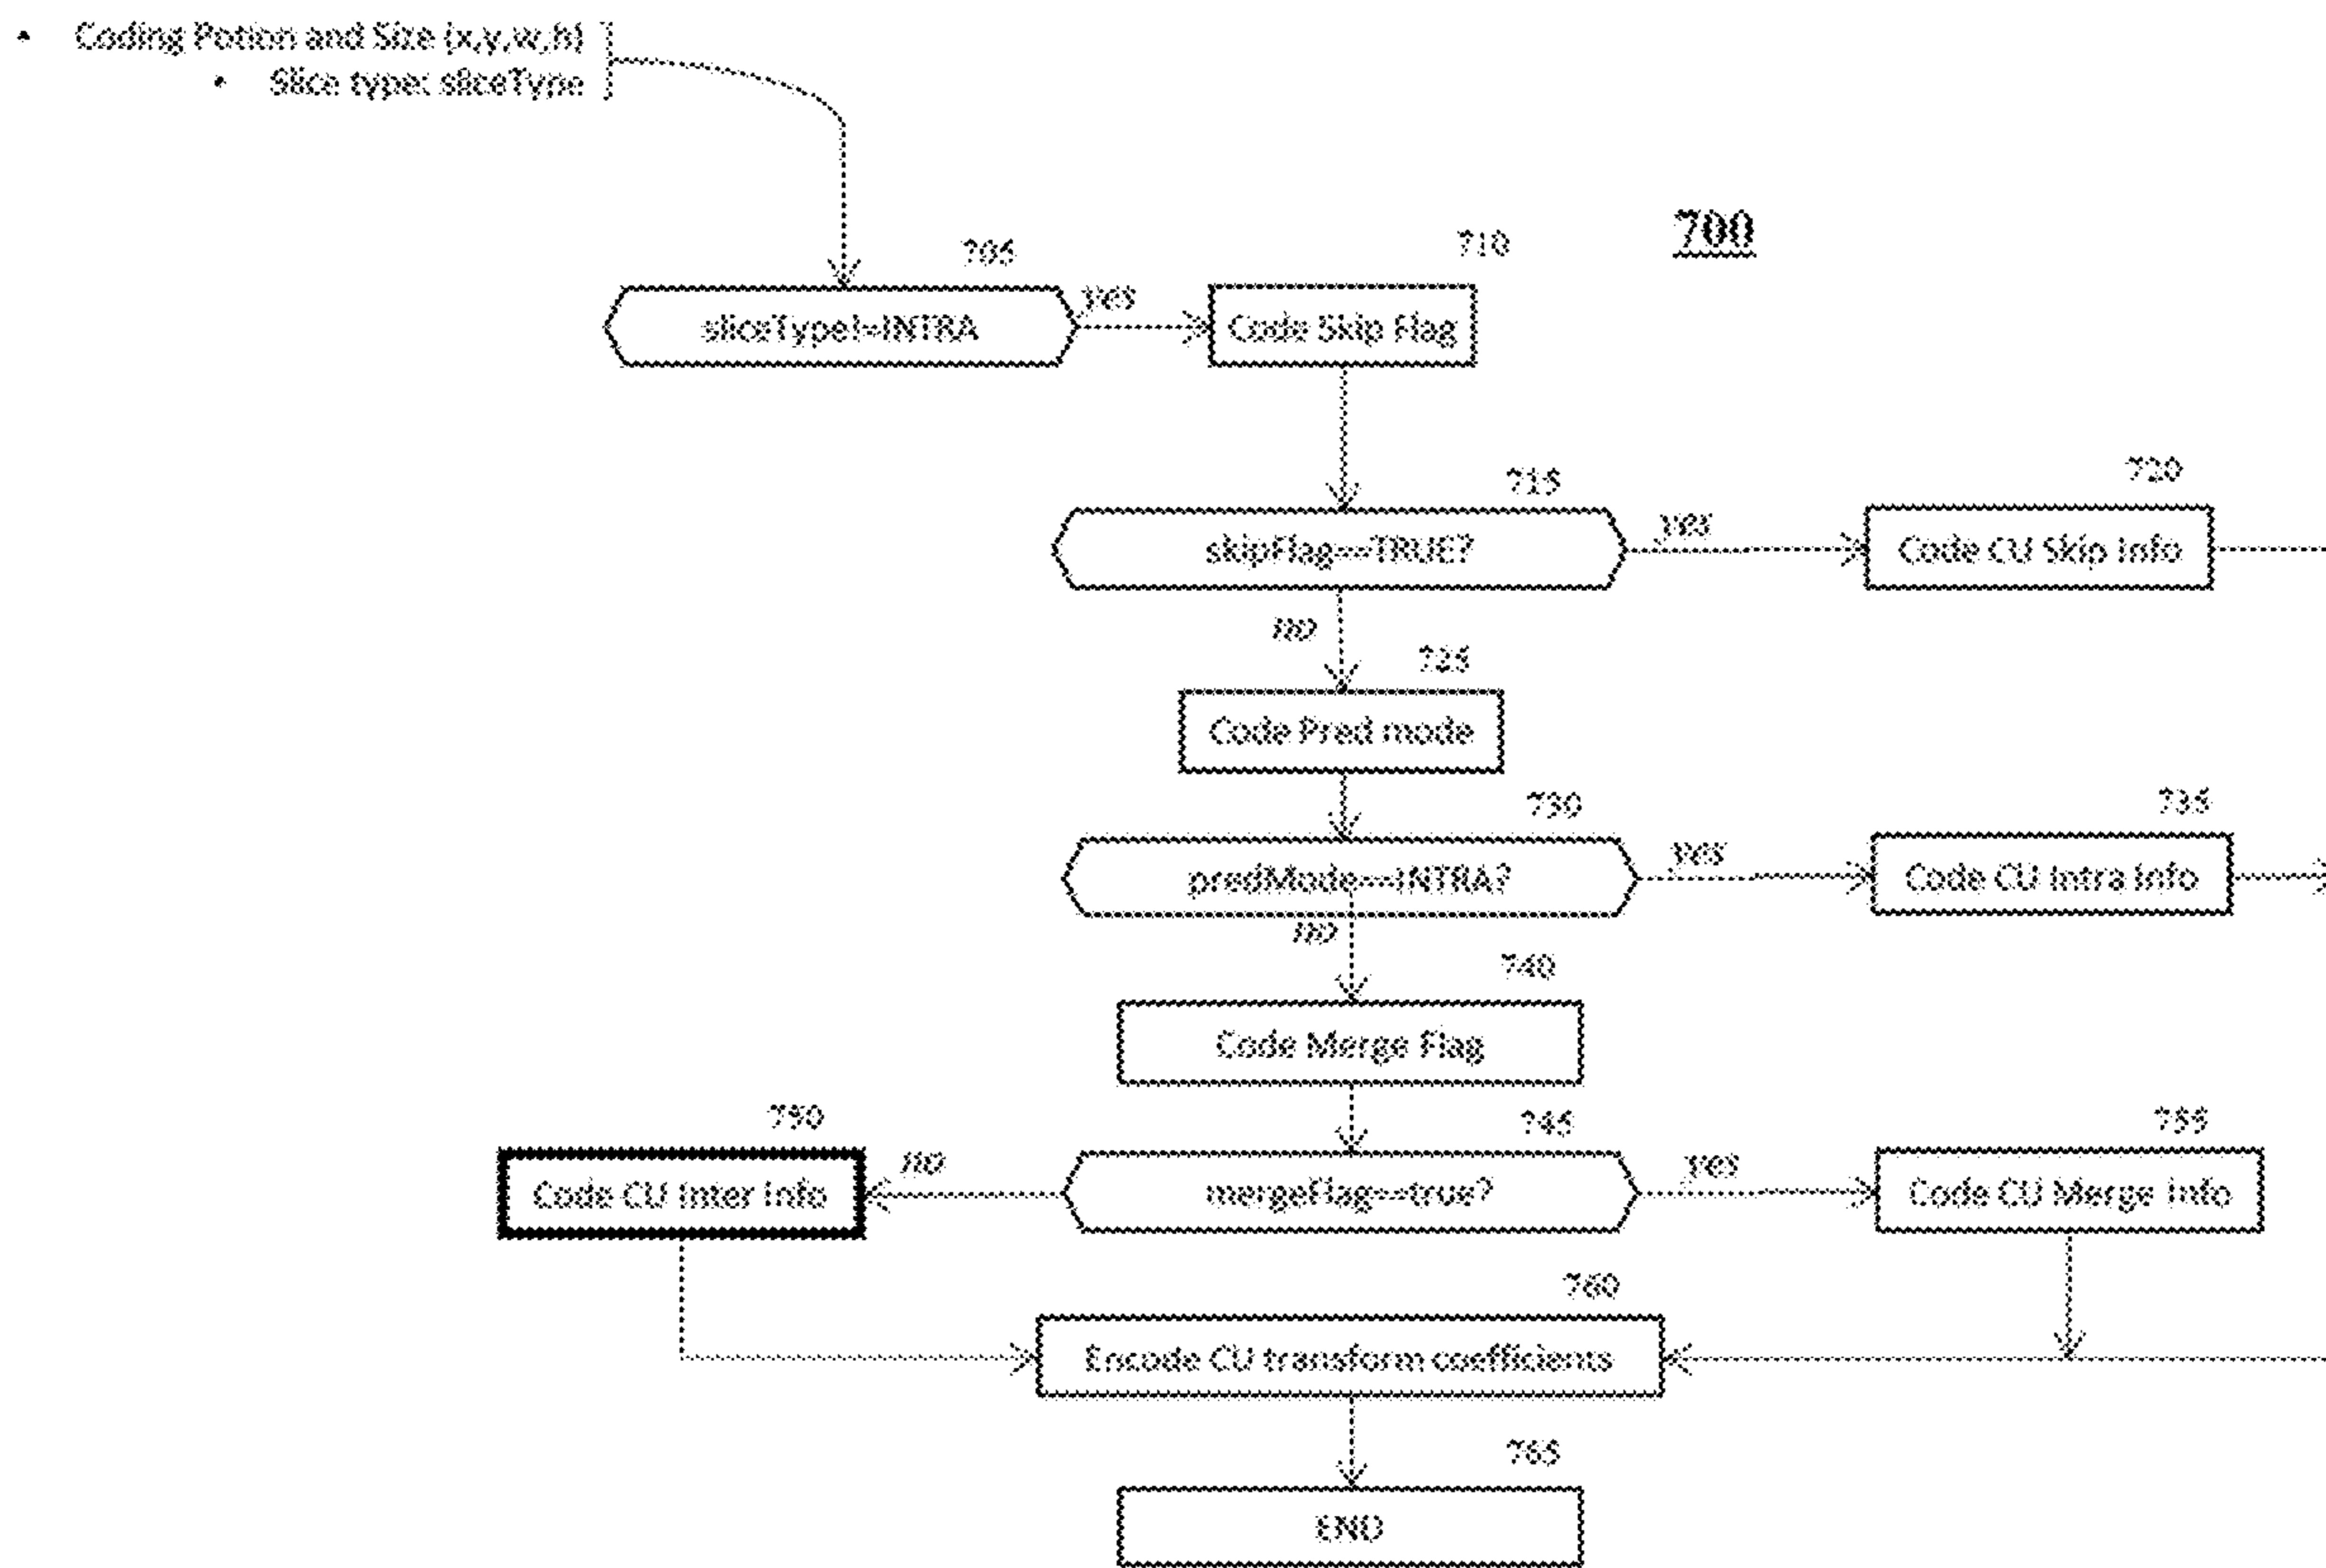 • Coding Potion and Size (x,y,w,h)
• Slice type: sliceType
700
705
sliceType!=INTRA
yes
710
Code Skip Flag
715
skipFlag==TRUE?
yes
720
Code CU Skip Info
no
725
Code Pred mode
730
predMode==INTRA?
yes
735
Code CU Intra Info
no
740
Code Merge Flag
745
mergeFlag==true?
no
750
Code CU Inter Info
yes
755
Code CU Merge Info
760
Encode CU transform coefficients
765
END